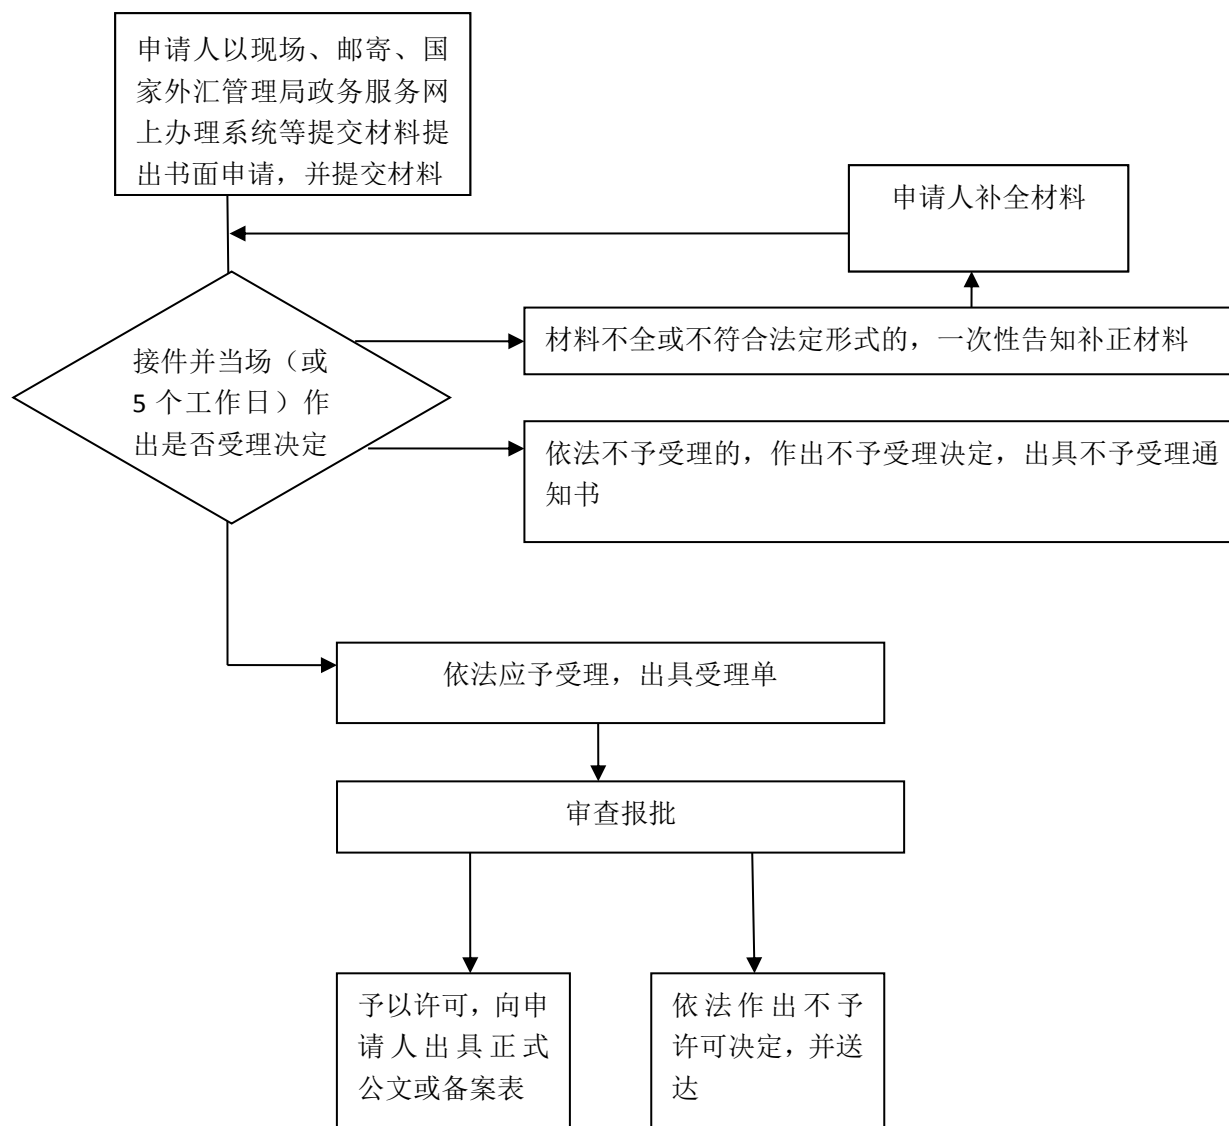 申请人以现场、邮寄、国
家外汇管理局政务服务网
上办理系统等提交材料提
出书面申请，并提交材料
申请人补全材料
材料不全或不符合法定形式的，一次性告知补正材料
接件并当场（或
5 个工作日）作
出是否受理决定
依法不予受理的，作出不予受理决定，出具不予受理通
知书
依法应予受理，出具受理单
审查报批
予以许可，向申
请人出具正式
公文或备案表
依法作出不予
许可决定，并送
达